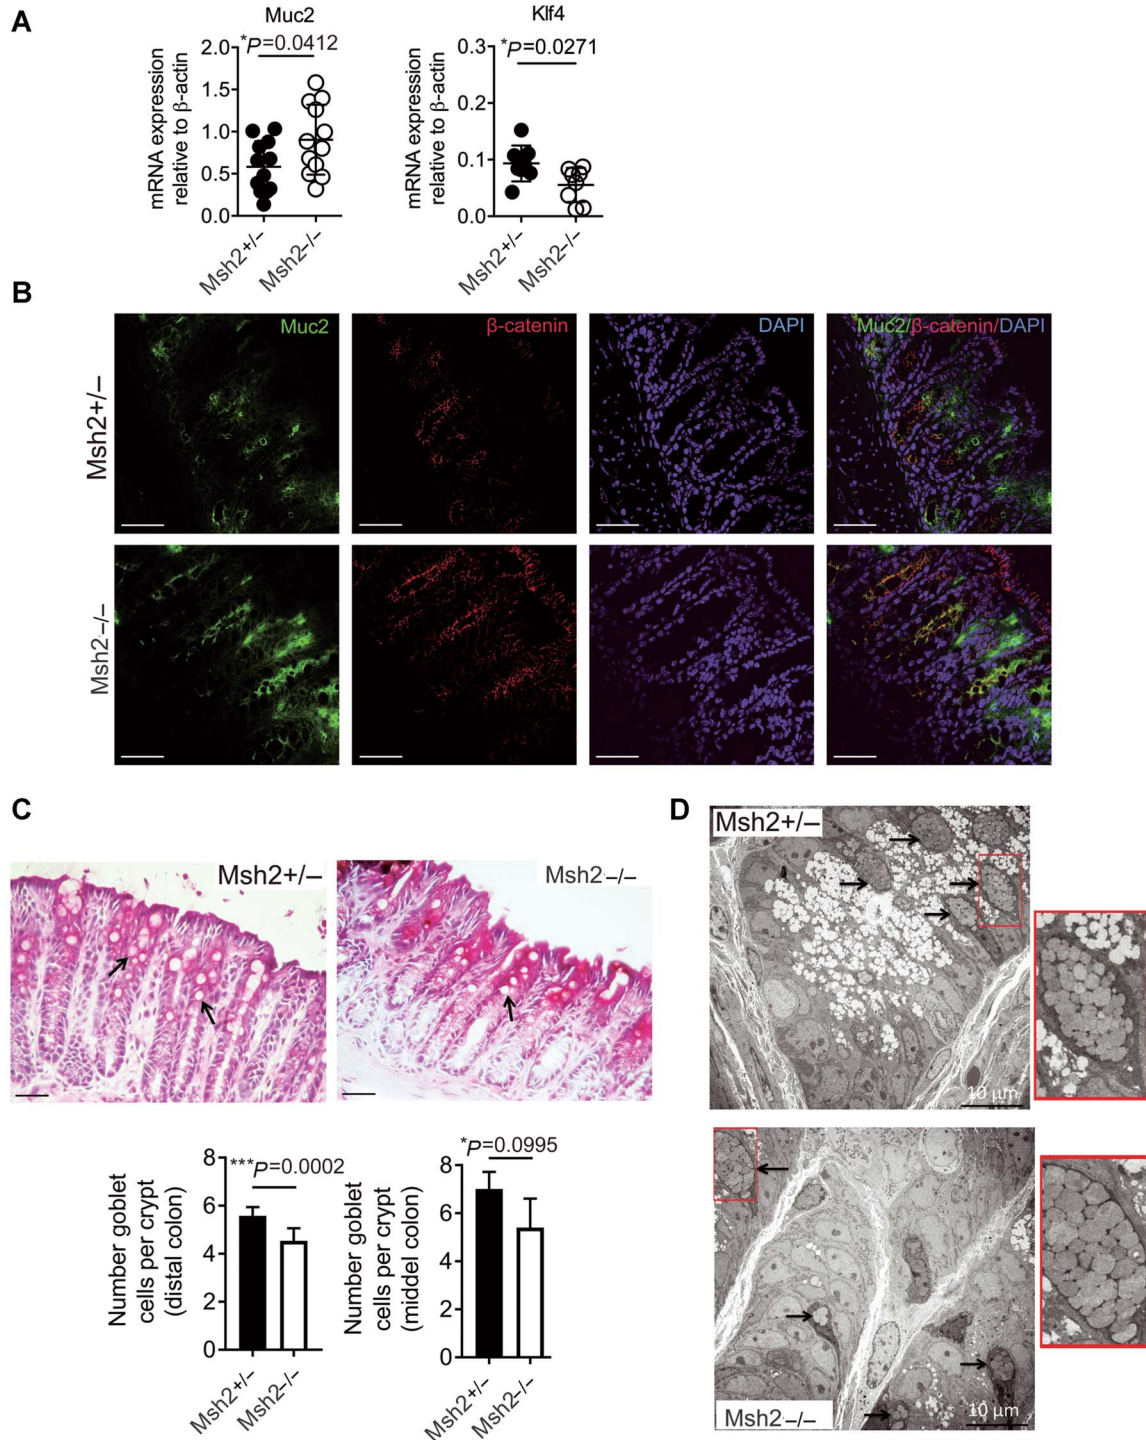 A
Muc2
*P=0.0412
mRNA expression
relative to β-actin
2.0
1.5
1.0
0.5
0.0
Msh2+/–
Msh2–/–
Klf4
*P=0.0271
mRNA expression
relative to β-actin
0.3
0.2
0.1
0.0
Msh2+/–
Msh2–/–
B
Muc2
β-catenin
DAPI
Muc2/β-catenin/DAPI
Msh2+/–
Msh2–/–
C
Msh2+/–
Msh2–/–
***P=0.0002
Number goblet
cells per crypt
(distal colon)
8
6
4
2
0
Msh2+/–
Msh2–/–
*P=0.0995
Number goblet
cells per crypt
(middel colon)
8
6
4
2
0
Msh2+/–
Msh2–/–
D
Msh2+/–
10 µm
Msh2–/–
10 µm